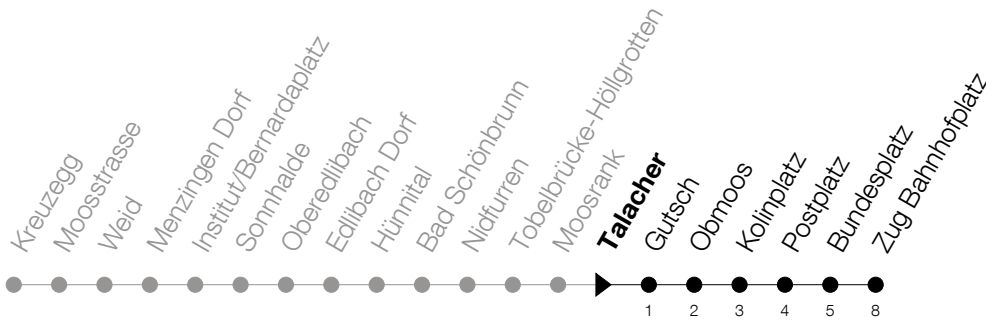 Kreuzegg
Moosstrasse
Weid
Menzingen Dorf
Institut/Bernardaplatz
Sonnhalde
Oberedlibach
Edlibach Dorf
Hünnital
Bad Schönbrunn
Nidfurren
Tobelbrücke-Höllgrotten
Moosrank
Talacher
Gutsch
Obmoos
Kolinplatz
Postplatz
Bundesplatz
Zug Bahnhofplatz
1 2 3 4 5 8